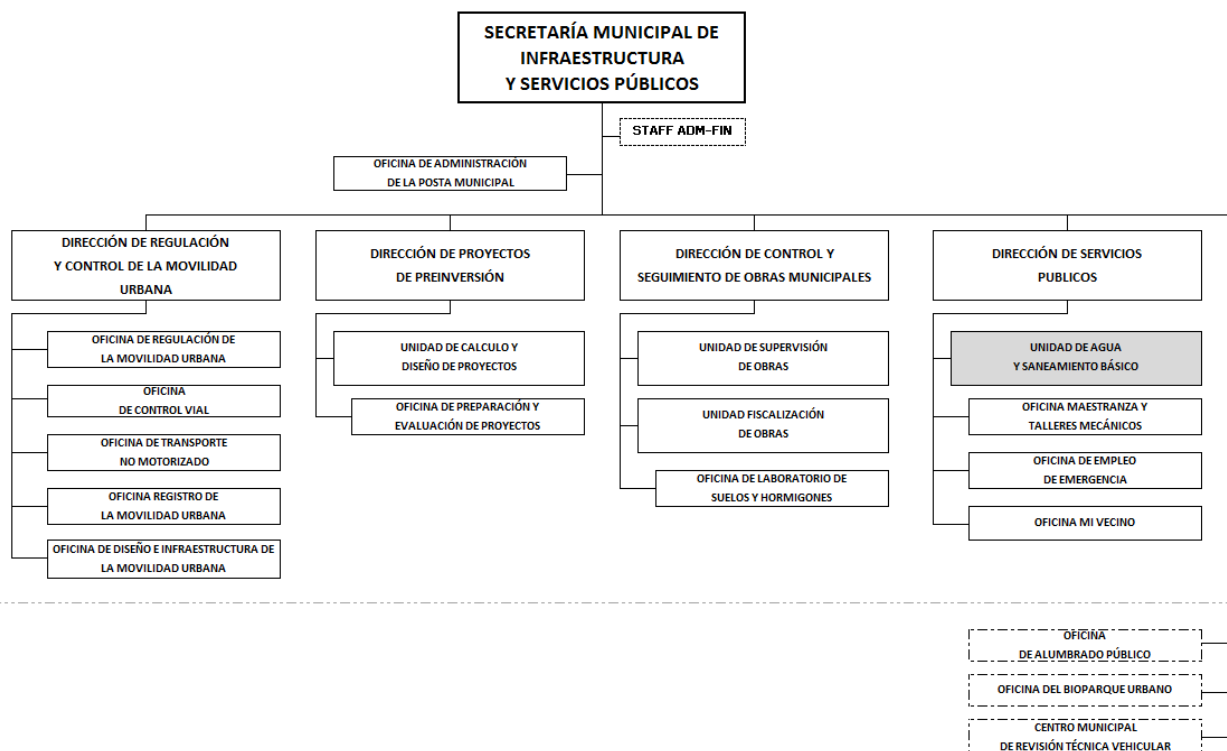 SECRETARÍA MUNICIPAL DE
INFRAESTRUCTURA
Y SERVICIOS PÚBLICOS
STAFF ADM-FIN
OFICINA DE ADMINISTRACIÓN
DE LA POSTA MUNICIPAL
DIRECCIÓN DE REGULACIÓN
Y CONTROL DE LA MOVILIDAD
URBANA
OFICINA DE REGULACIÓN DE
LA MOVILIDAD URBANA
OFICINA
DE CONTROL VIAL
OFICINA DE TRANSPORTE
NO MOTORIZADO
OFICINA REGISTRO DE
LA MOVILIDAD URBANA
OFICINA DE DISEÑO E INFRAESTRUCTURA DE
LA MOVILIDAD URBANA
DIRECCIÓN DE PROYECTOS
DE PREINVERSIÓN
UNIDAD DE CALCULO Y
DISEÑO DE PROYECTOS
OFICINA DE PREPARACIÓN Y
EVALUACIÓN DE PROYECTOS
DIRECCIÓN DE CONTROL Y
SEGUIMIENTO DE OBRAS MUNICIPALES
UNIDAD DE SUPERVISIÓN
DE OBRAS
UNIDAD FISCALIZACIÓN
DE OBRAS
OFICINA DE LABORATORIO DE
SUELOS Y HORMIGONES
DIRECCIÓN DE SERVICIOS
PUBLICOS
UNIDAD DE AGUA
Y SANEAMIENTO BÁSICO
OFICINA MAESTRANZA Y
TALLERES MECÁNICOS
OFICINA DE EMPLEO
DE EMERGENCIA
OFICINA MI VECINO
OFICINA
DE ALUMBRADO PÚBLICO
OFICINA DEL BIOPARQUE URBANO
CENTRO MUNICIPAL
DE REVISIÓN TÉCNICA VEHICULAR